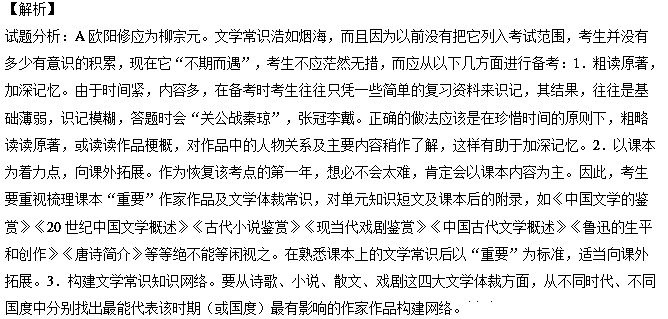 【解析】
试题分析：A 欧阳修应为柳宗元。文学常识浩如烟海，而且因为以前没有把它列入考试范围，考生并没有
多少有意识的积累，现在它“不期而遇”，考生不应茫然无措，而应从以下几方面进行备考：1．粗读原著，
加深记忆。由于时间紧，内容多，在备考时考生往往只凭一些简单的复习资料来识记，其结果，往往是基
础薄弱，识记模糊，答题时会“关公战秦琼”，张冠李戴。正确的做法应该是在珍惜时间的原则下，粗略
读读原著，或读读作品梗概，对作品中的人物关系及主要内容稍作了解，这样有助于加深记忆。2．以课本
为着力点，向课外拓展。作为恢复该考点的第一年，想必不会太难，肯定会以课本内容为主。因此，考生
要重视梳理课本“重要”作家作品及文学体裁常识，对单元知识短文及课本后的附录，如《中国文学的鉴
赏》《20 世纪中国文学概述》《古代小说鉴赏》《现当代戏剧鉴赏》《中国古代文学概述》《鲁迅的生平
和创作》《唐诗简介》等等绝不能等闲视之。在熟悉课本上的文学常识后以“重要”为标准，适当向课外
拓展。3．构建文学常识知识网络。要从诗歌、小说、散文、戏剧这四大文学体裁方面，从不同时代、不同
国度中分别找出最能代表该时期（或国度）最有影响的作家作品构建网络。